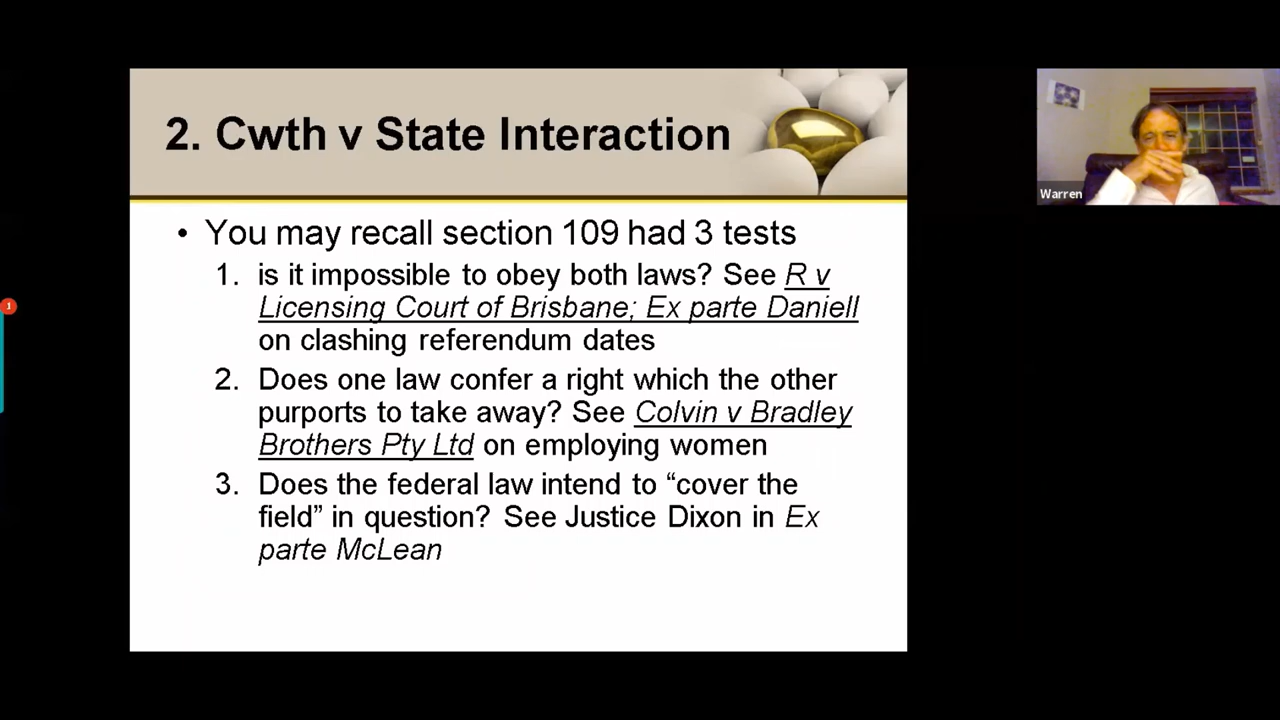 2. Cwth v State Interaction
• You may recall section 109 had 3 tests
1. is it impossible to obey both laws? See R v
Licensing Court of Brisbane; Ex parte Daniell
on clashing referendum dates
2. Does one law confer a right which the other
purports to take away? See Colvin v Bradley
Brothers Pty Ltd on employing women
3. Does the federal law intend to “cover the
field” in question? See Justice Dixon in Ex
parte McLean
Warren
1